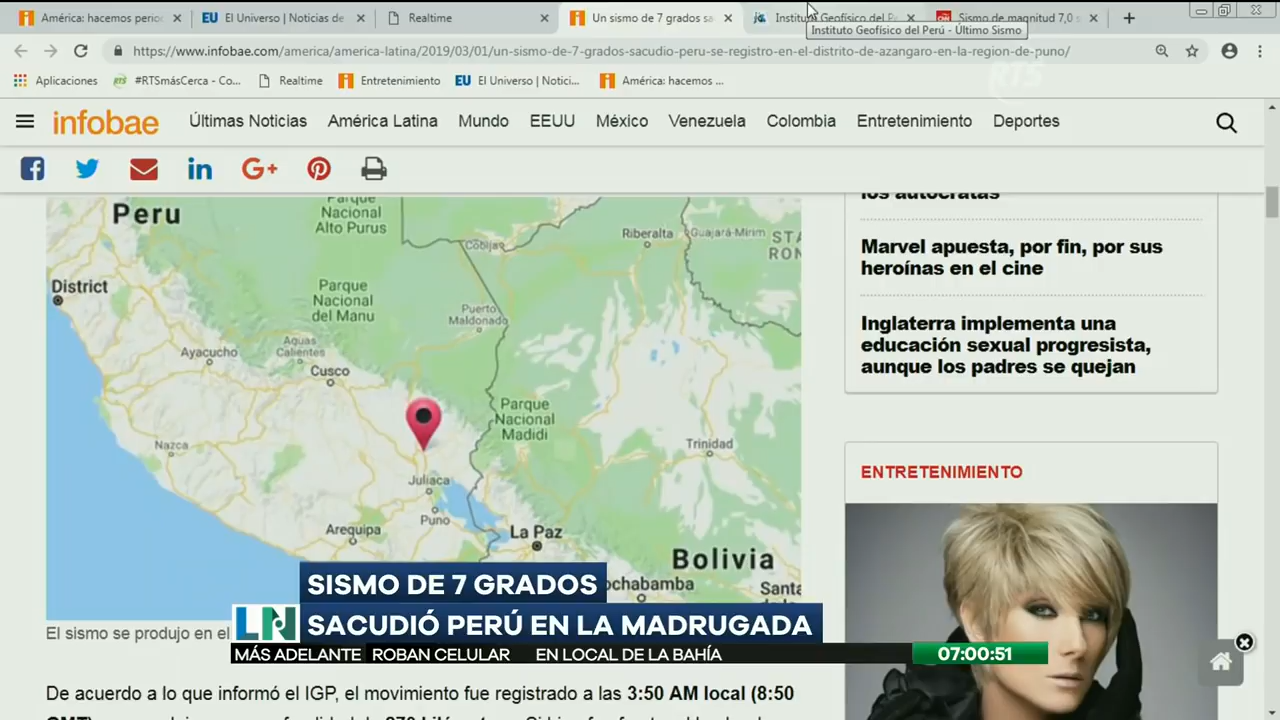 América: hacemos perio
El Universo | Noticias de
Realtime
Un sismo de 7 grados sa
Instituto Geofísico del Pe
Sismo de magnitud 7,0 s
Instituto Geofísico del Perú - Último Sismo
https://www.infobae.com/america/america-latina/2019/03/01/un-sismo-de-7-grados-sacudio-peru-se-registro-en-el-distrito-de-azangaro-en-la-region-de-puno/
Aplicaciones
#RTSmásCerca - Co...
Realtime
Entretenimiento
EU El Universo | Notici...
América: hacemos ...
RTS
infobae
Últimas Noticias América Latina Mundo EEUU México Venezuela Colombia Entretenimiento Deportes
los autócratas
Marvel apuesta, por fin, por sus
heroínas en el cine
Inglaterra implementa una
educación sexual progresista,
aunque los padres se quejan
ENTRETENIMIENTO
Peru
Parque
Nacional
Alto Purus
Cobija
Riberalta
Guajará-Mirim
STA
RON
District
Parque
Nacional
del Manu
Puerto
Maldonado
Ayacucho
Aguas
Calientes
Cusco
Parque
Nacional
Madidi
Nazca
Trinidad
Juliaca
Puno
Arequipa
La Paz
Bolivia
ochabamba
Santa
SISMO DE 7 GRADOS
LN
SACUDIÓ PERÚ EN LA MADRUGADA
El sismo se produjo en el
MÁS ADELANTE ROBAN CELULAR EN LOCAL DE LA BAHÍA
07:00:51
De acuerdo a lo que informó el IGP, el movimiento fue registrado a las 3:50 AM local (8:50